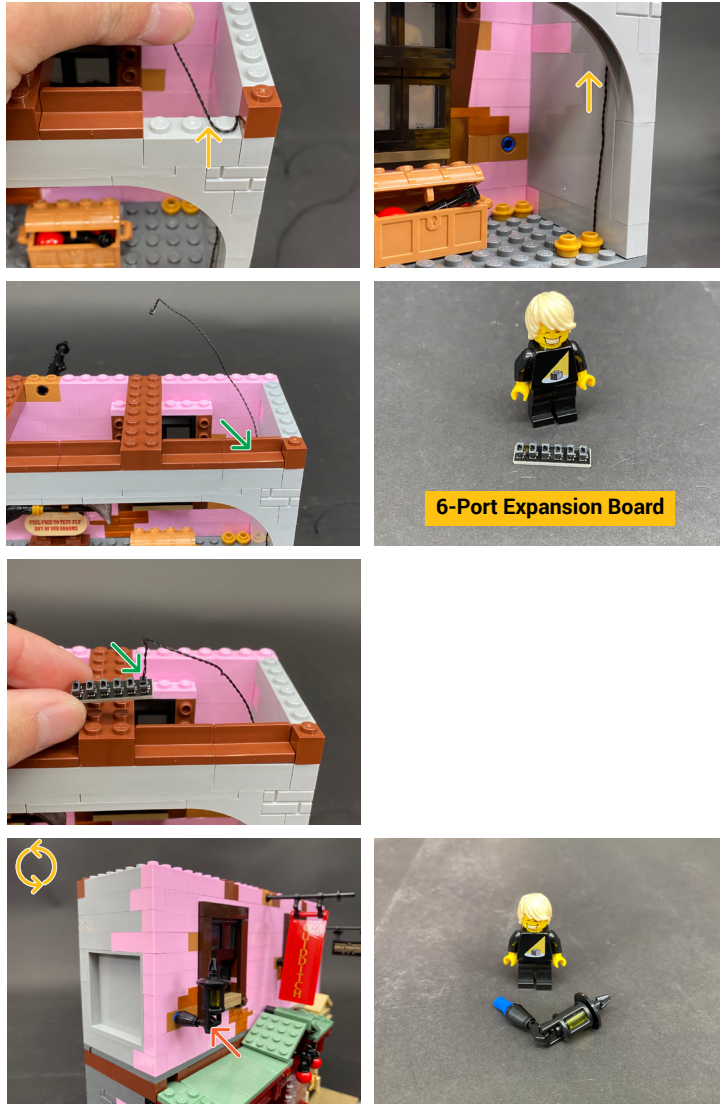 FEEL FREE TO TEST-FLY
OUT OF OUR BROOMS
6-Port Expansion Board
QUIDDITCH